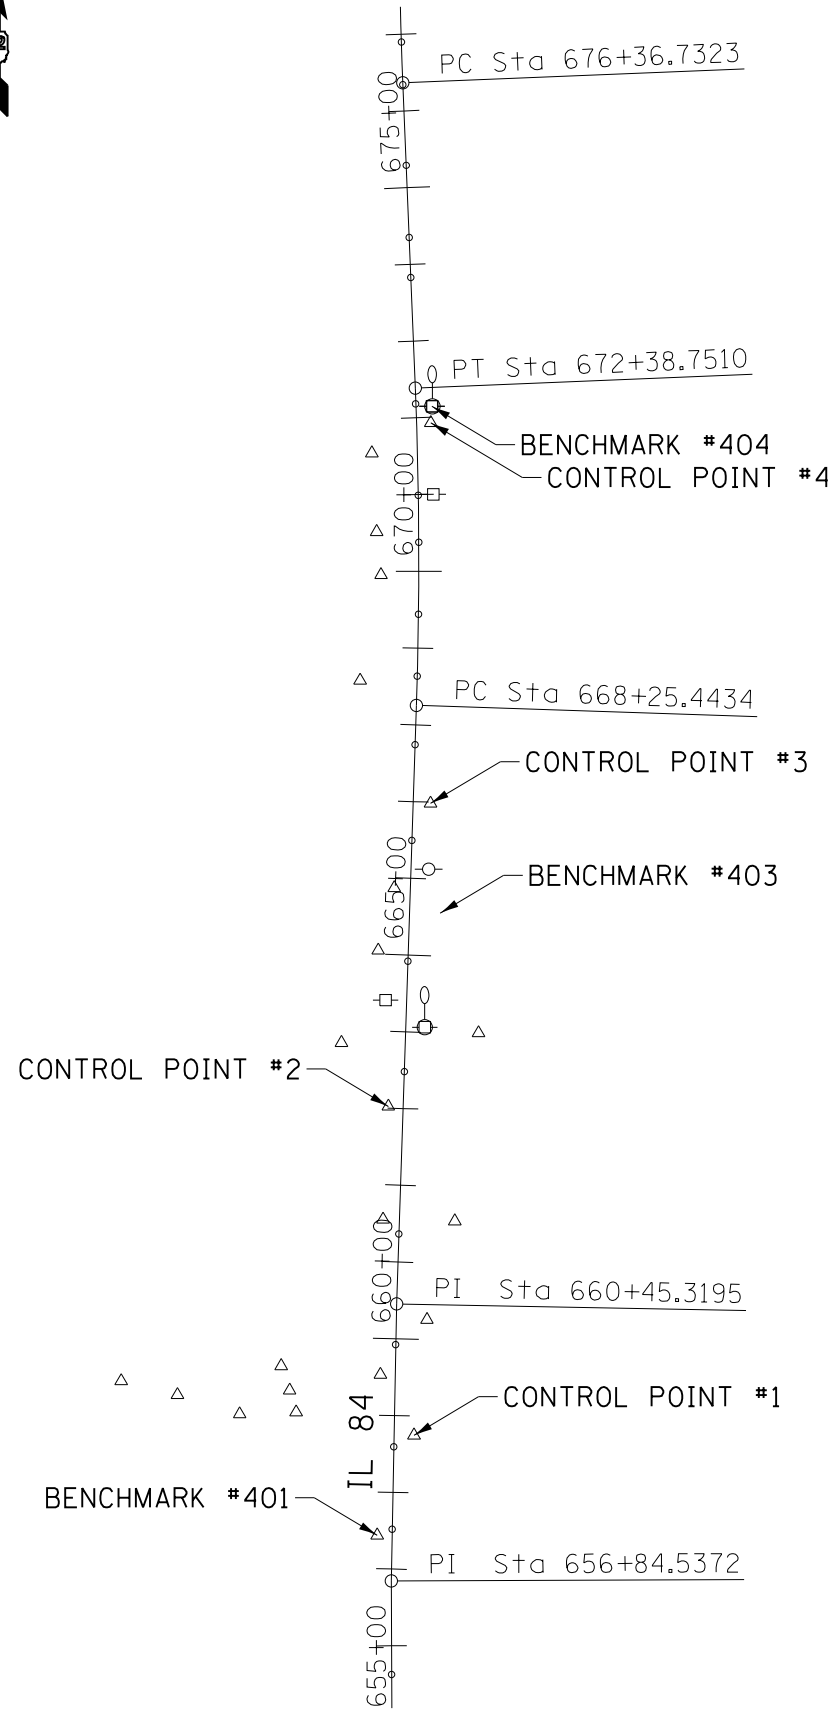 PC Sta 676+36.7323
675+00
PT Sta 672+38.7510
BENCHMARK #404
CONTROL POINT #4
670+00
PC Sta 668+25.4434
CONTROL POINT #3
665+00
BENCHMARK #403
CONTROL POINT #2
660+00
PI Sta 660+45.3195
CONTROL POINT #1
IL 84
BENCHMARK #401
PI Sta 656+84.5372
655+00